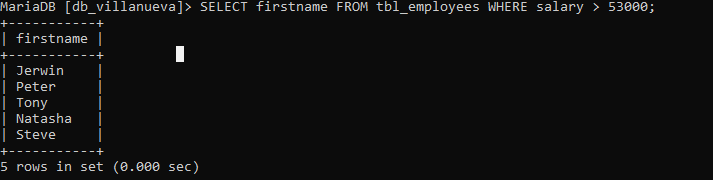 MariaDB [db_villanueva]> SELECT firstname FROM tbl_employees WHERE salary > 53000;
+-----------+
| firstname |
+-----------+
| Jerwin    |
| Peter     |
| Tony      |
| Natasha   |
| Steve     |
+-----------+
5 rows in set (0.000 sec)